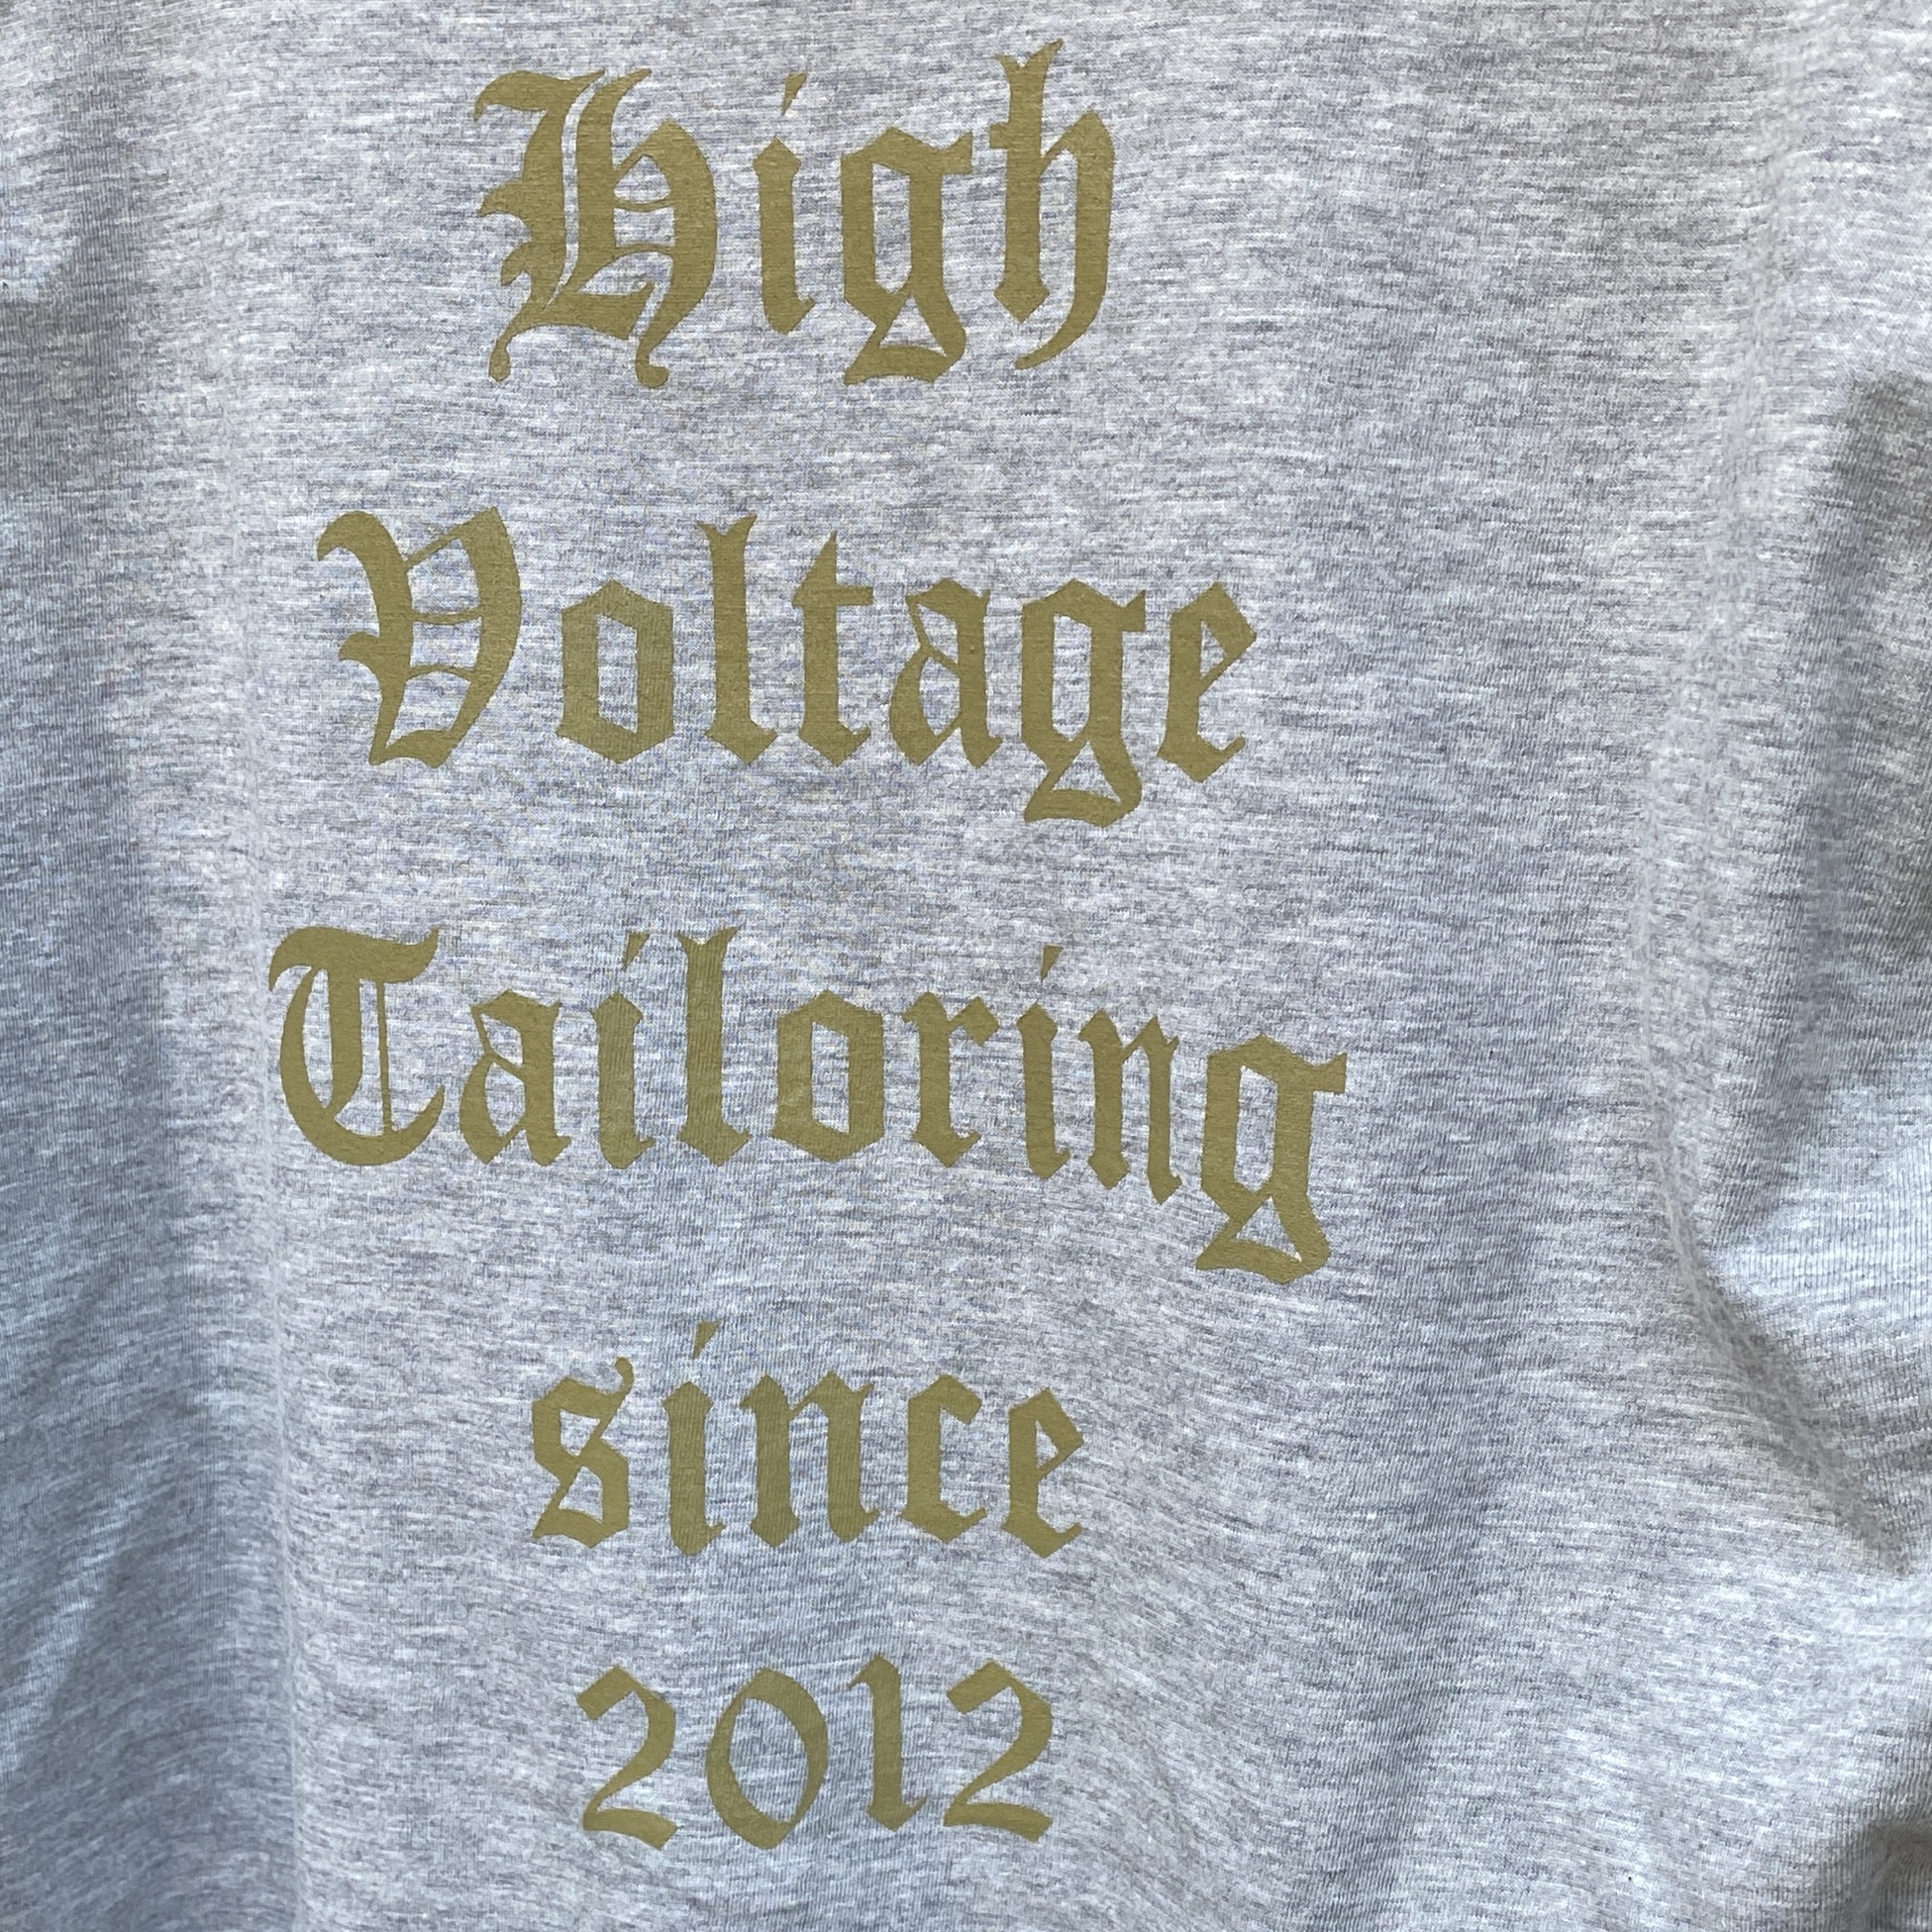 High
Voltage
Tailoring
since
2012